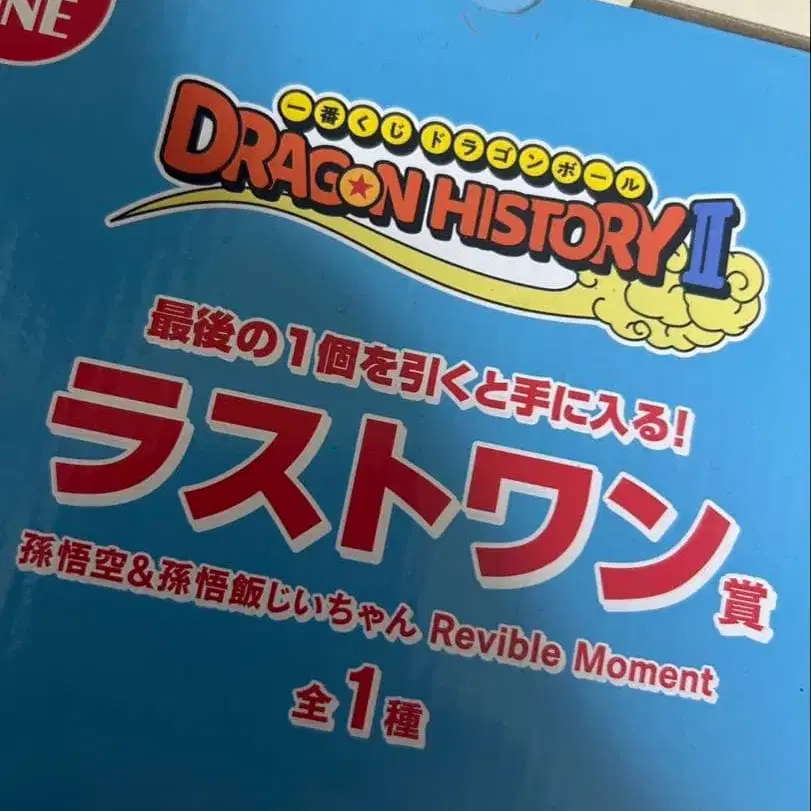 NE
一番くじ ドラゴンボール
DRAGON HISTORY II
最後の1個を引くと手に入る!
ラストワン賞
孫悟空&孫悟飯じいちゃん Revible Moment
全1種